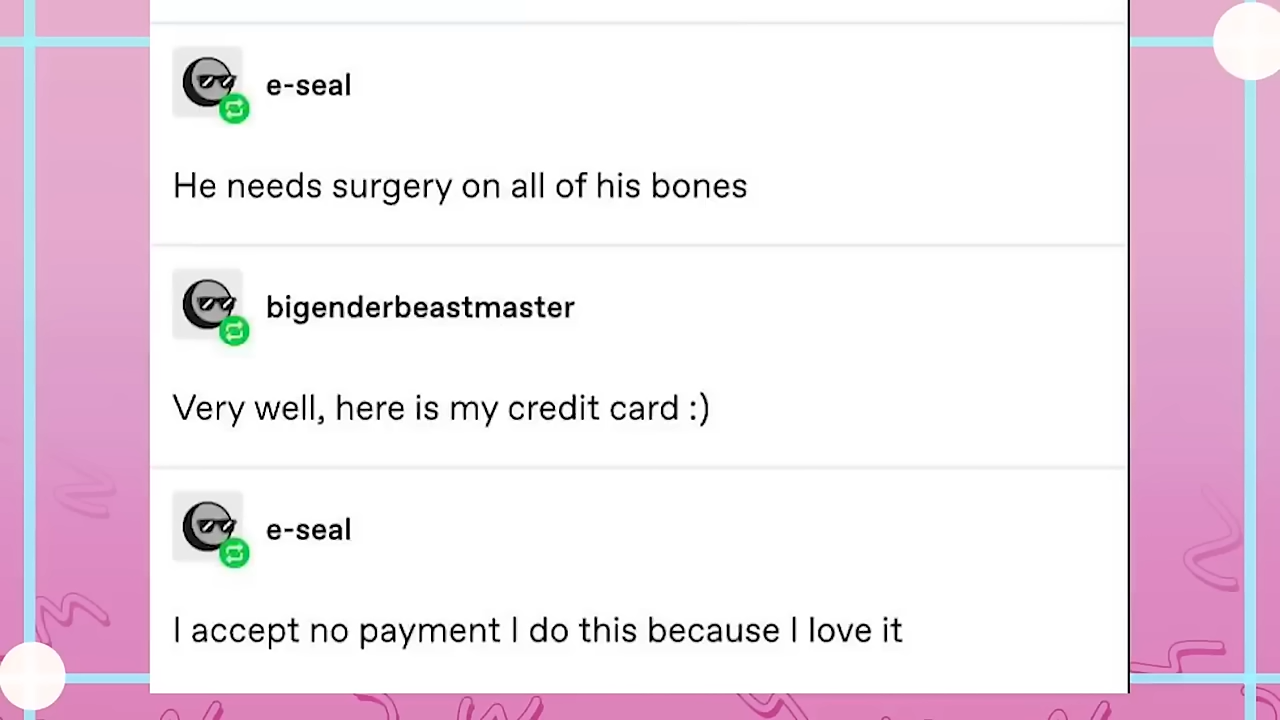 e-seal
He needs surgery on all of his bones
bigenderbeastmaster
Very well, here is my credit card :)
e-seal
I accept no payment I do this because I love it